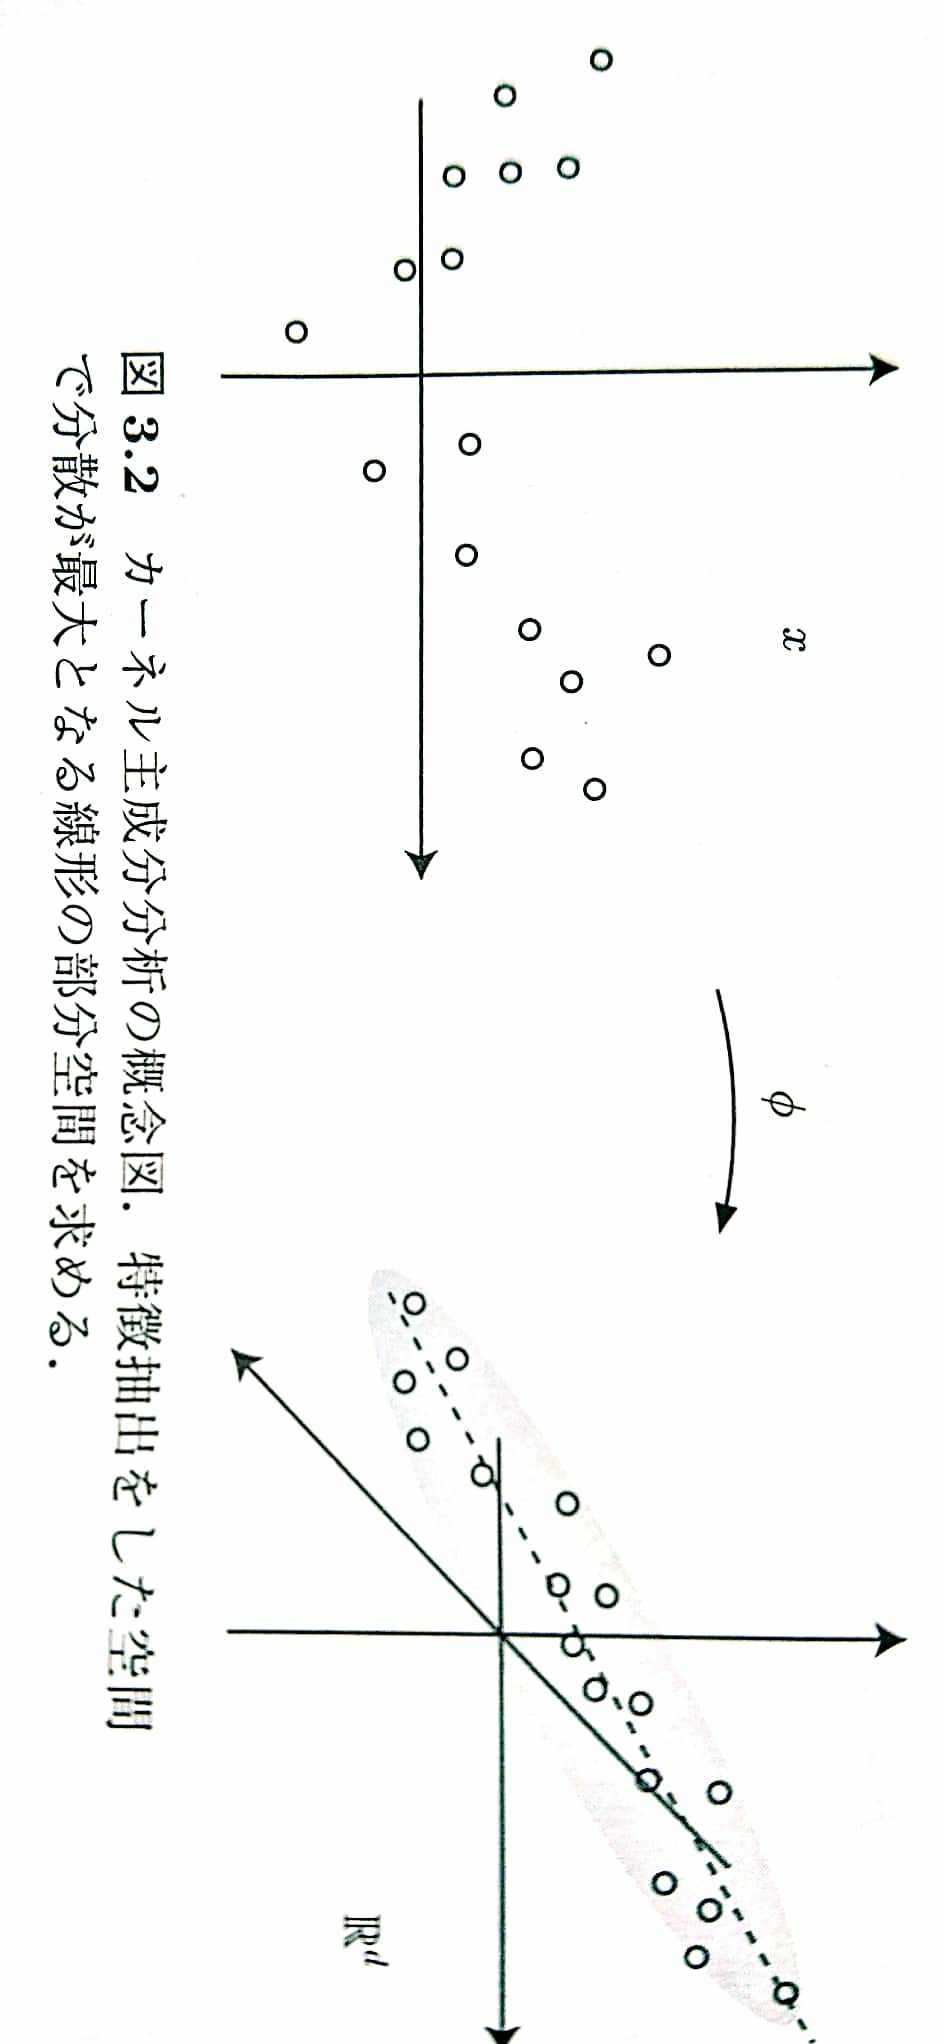 x
φ
ℝᵈ
図 3.2　カーネル主成分分析の概念図．特徴抽出をした空間
で分散が最大となる線形の部分空間を求める．